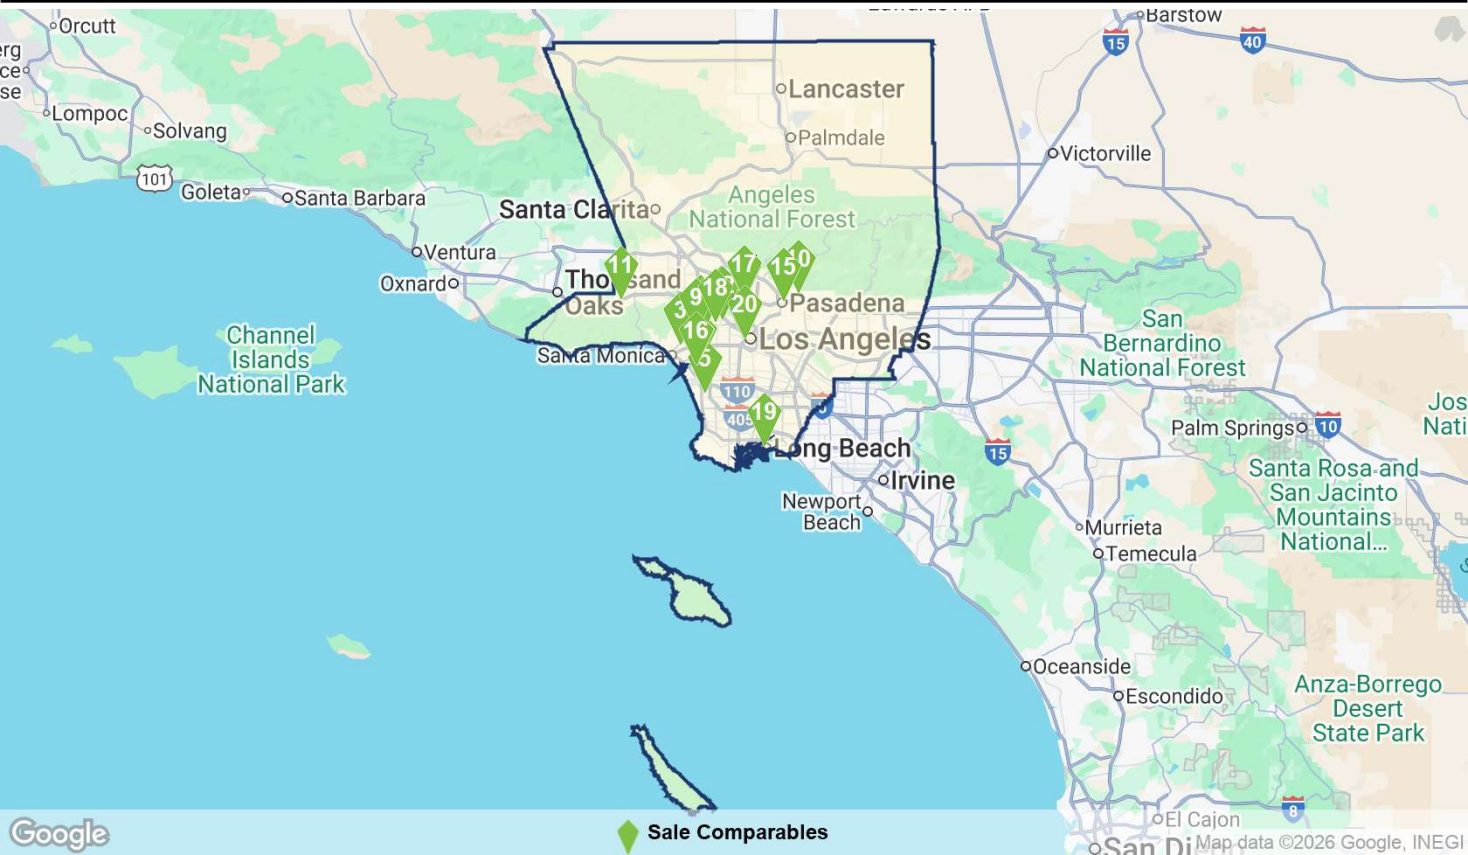 Orcutt
Barstow
15
40
Lompoc
Solvang
Lancaster
Palmdale
Victorville
101
Goleta
Santa Barbara
Santa Clarita
Angeles
National Forest
Ventura
Oxnard
Thousand
Oaks
11
17
15
10
9
18
3
20
16
5
Pasadena
Los Angeles
Santa Monica
Channel
Islands
National Park
San
Bernardino
National Forest
110
405
19
Long Beach
15
Palm Springs
10
Irvine
Newport
Beach
Santa Rosa and
San Jacinto
Mountains
National...
Murrieta
Temecula
Oceanside
Escondido
Anza-Borrego
Desert
State Park
8
El Cajon
Google
Sale Comparables
Map data ©2026 Google, INEGI